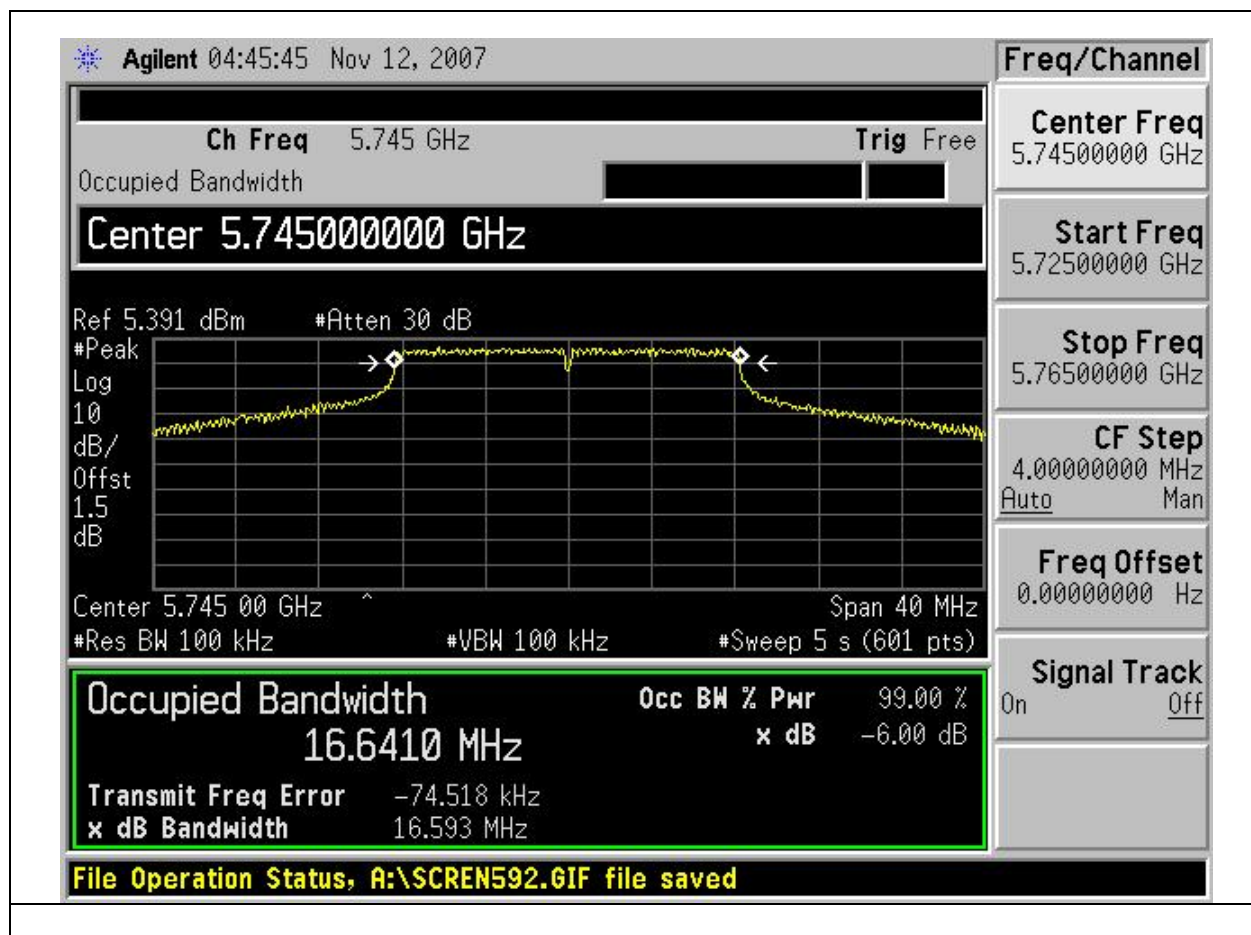 Agilent 04:45:45 Nov 12, 2007
Freq/Channel
Ch Freq 5.745 GHz Trig Free
Occupied Bandwidth
Center 5.745000000 GHz
Ref 5.391 dBm #Atten 30 dB
#Peak
Log
10
dB/
Offst
1.5
dB
Center 5.745 00 GHz ^ Span 40 MHz
#Res BW 100 kHz #VBW 100 kHz #Sweep 5 s (601 pts)
Occupied Bandwidth Occ BW % Pwr 99.00 %
16.6410 MHz x dB -6.00 dB
Transmit Freq Error -74.518 kHz
x dB Bandwidth 16.593 MHz
File Operation Status, A:\SCREN592.GIF file saved
Center Freq
5.74500000 GHz
Start Freq
5.72500000 GHz
Stop Freq
5.76500000 GHz
CF Step
4.00000000 MHz
Auto Man
Freq Offset
0.00000000 Hz
Signal Track
On Off